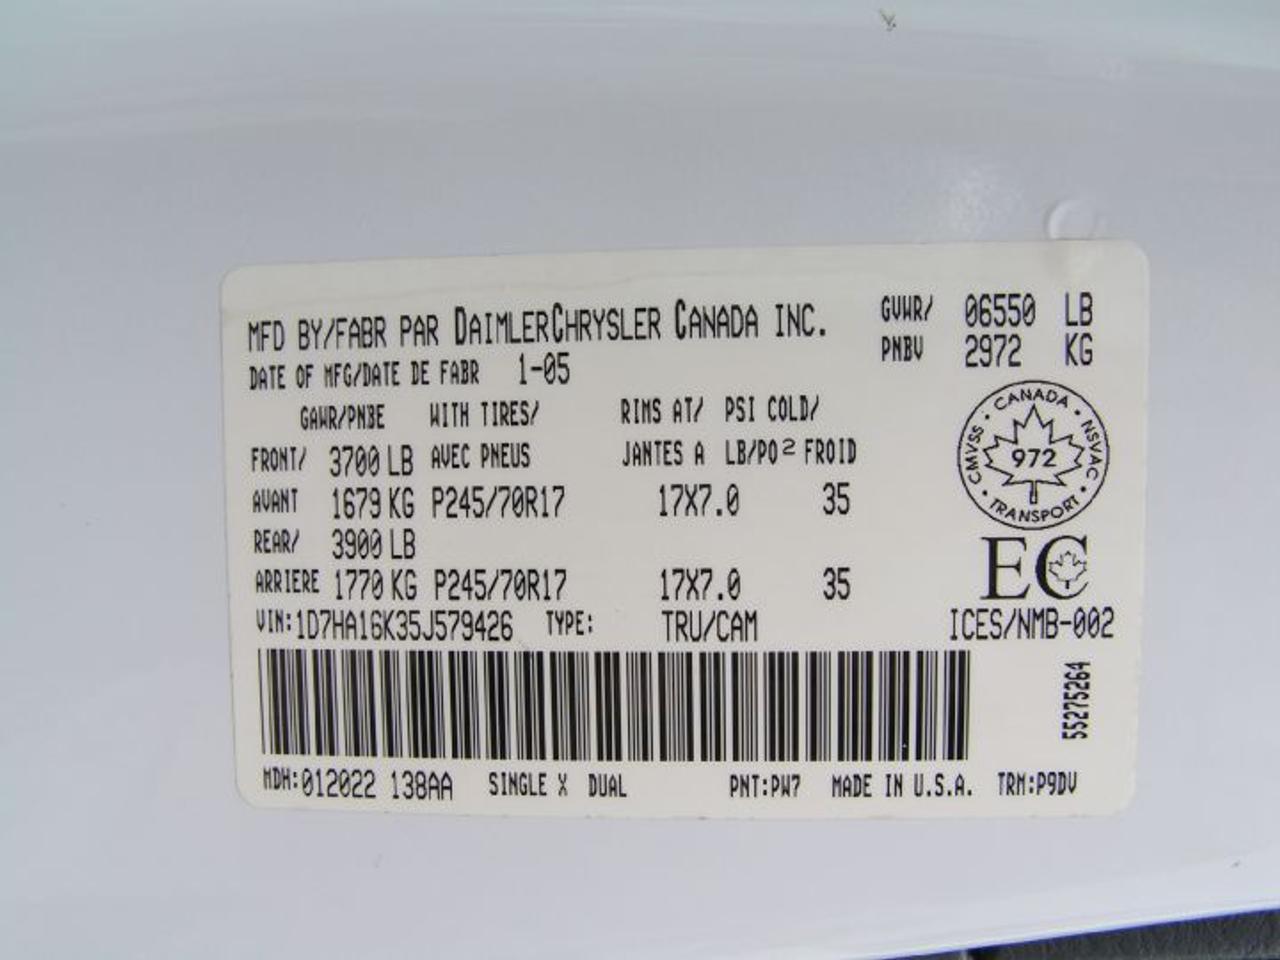 MFD BY/FABR PAR DAIMLERCHRYSLER CANADA INC.
GVWR/ 06550 LB
PNBV 2972 KG
DATE OF MFG/DATE DE FABR 1-05
GAWR/PNBE WITH TIRES/ RIMS AT/ PSI COLD/
FRONT/ 3700 LB AVEC PNEUS JANTES A LB/PO² FROID
AVANT 1679 KG P245/70R17 17X7.0 35
REAR/ 3900 LB
ARRIERE 1770 KG P245/70R17 17X7.0 35
VIN:1D7HA16K35J579426 TYPE: TRU/CAM
CANADA · NSVAC · TRANSPORT · CMVSS ·
972
EC
ICES/NMB-002
55275264
MDH:012022 138AA SINGLE X DUAL PNT:PW7 MADE IN U.S.A. TRM:P9DV